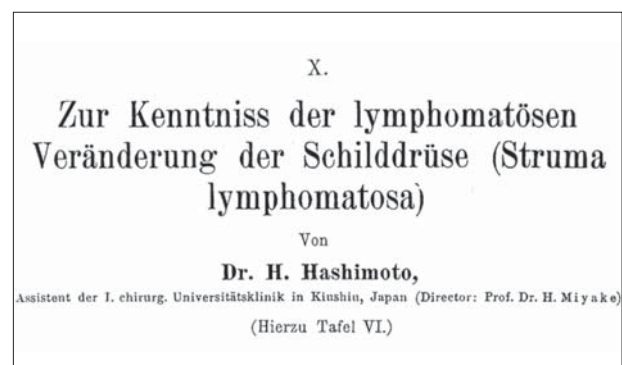 X.
Zur Kenntniss der lymphomatösen
Veränderung der Schilddrüse (Struma
lymphomatosa)
Von
Dr. H. Hashimoto,
Assistent der I. chirurg. Universitätsklinik in Kiushiu, Japan (Director: Prof. Dr. H. Miyake)
(Hierzu Tafel VI.)